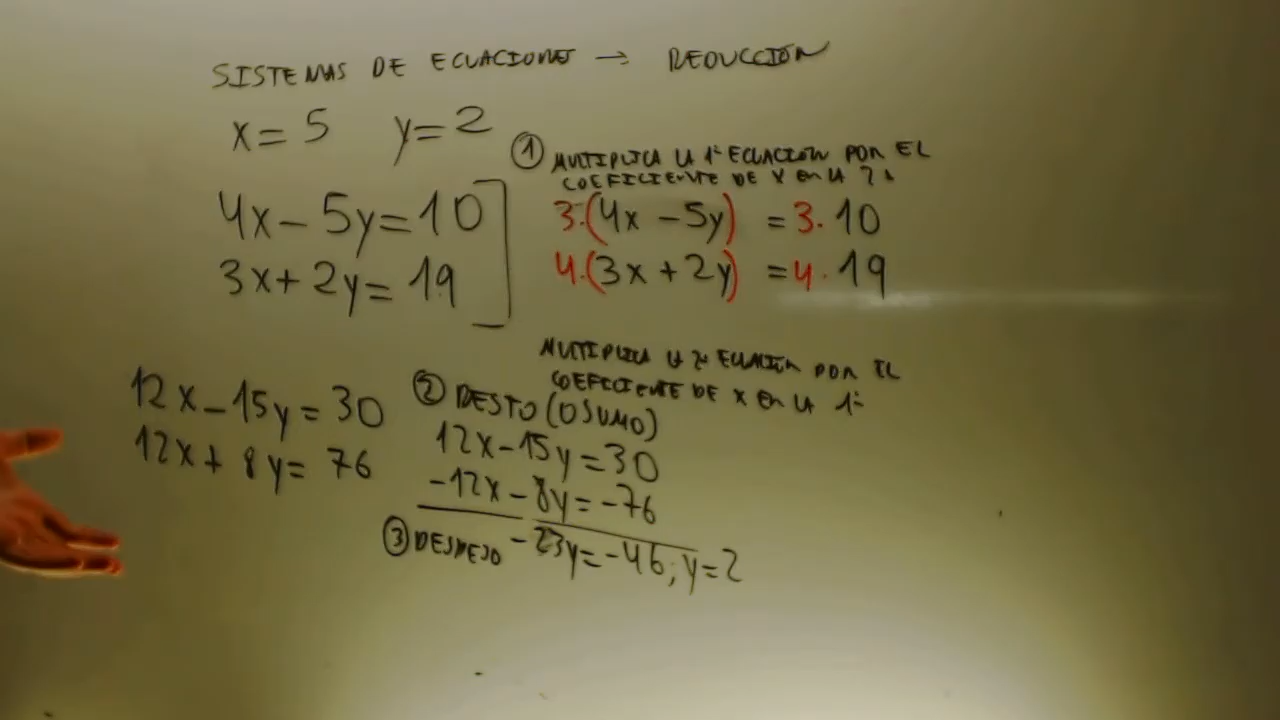 SISTEMAS DE ECUACIONES → REDUCCIÓN
x = 5 y = 2
4x - 5y = 10
3x + 2y = 19
① MULTIPLICA LA 1ª ECUACIÓN POR EL
COEFICIENTE DE X EN LA 2ª
3·(4x - 5y) = 3·10
4·(3x + 2y) = 4·19
MULTIPLICA LA 2ª ECUACIÓN POR EL
COEFICIENTE DE X EN LA 1ª
12x - 15y = 30
12x + 8y = 76
② RESTO (O SUMO)
12x - 15y = 30
-12x - 8y = -76
③ DESPEJO -23y = -46; y = 2